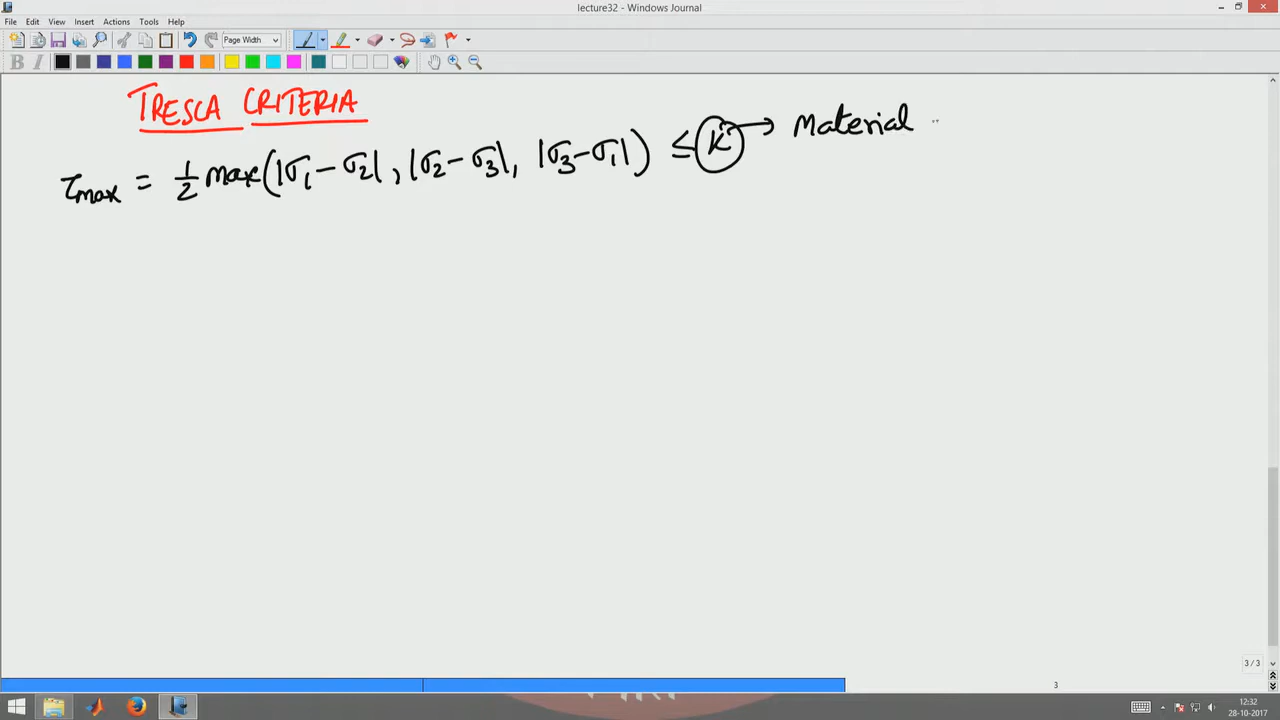 lecture32 - Windows Journal
File Edit View Insert Actions Tools Help
Page Width
TRESCA CRITERIA
τmax = 1/2 max(|σ1 - σ2|, |σ2 - σ3|, |σ3 - σ1|) ≤ K → Material
3 / 3
3
12:32
28-10-2017